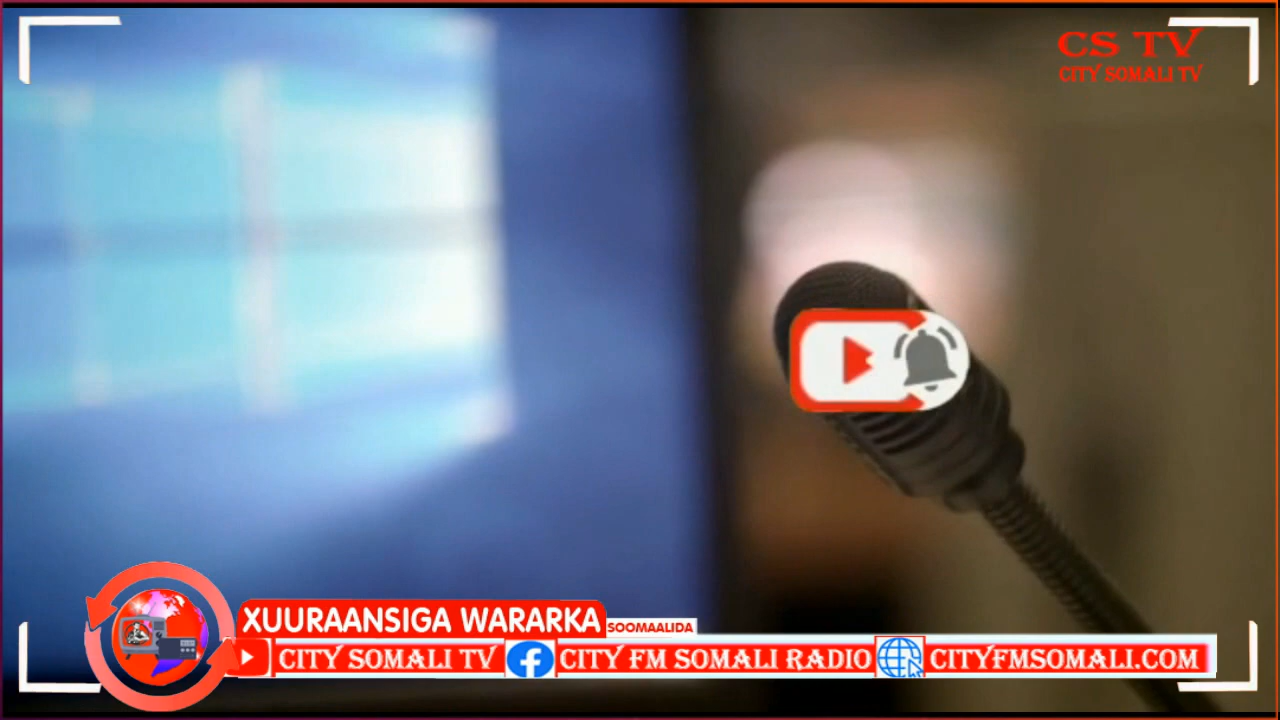 CS TV
CITY SOMALI TV
XUURAANSIGA WARARKA
SOOMAALIDA
CITY SOMALI TV CITY FM SOMALI RADIO CITYFMSOMALI.COM